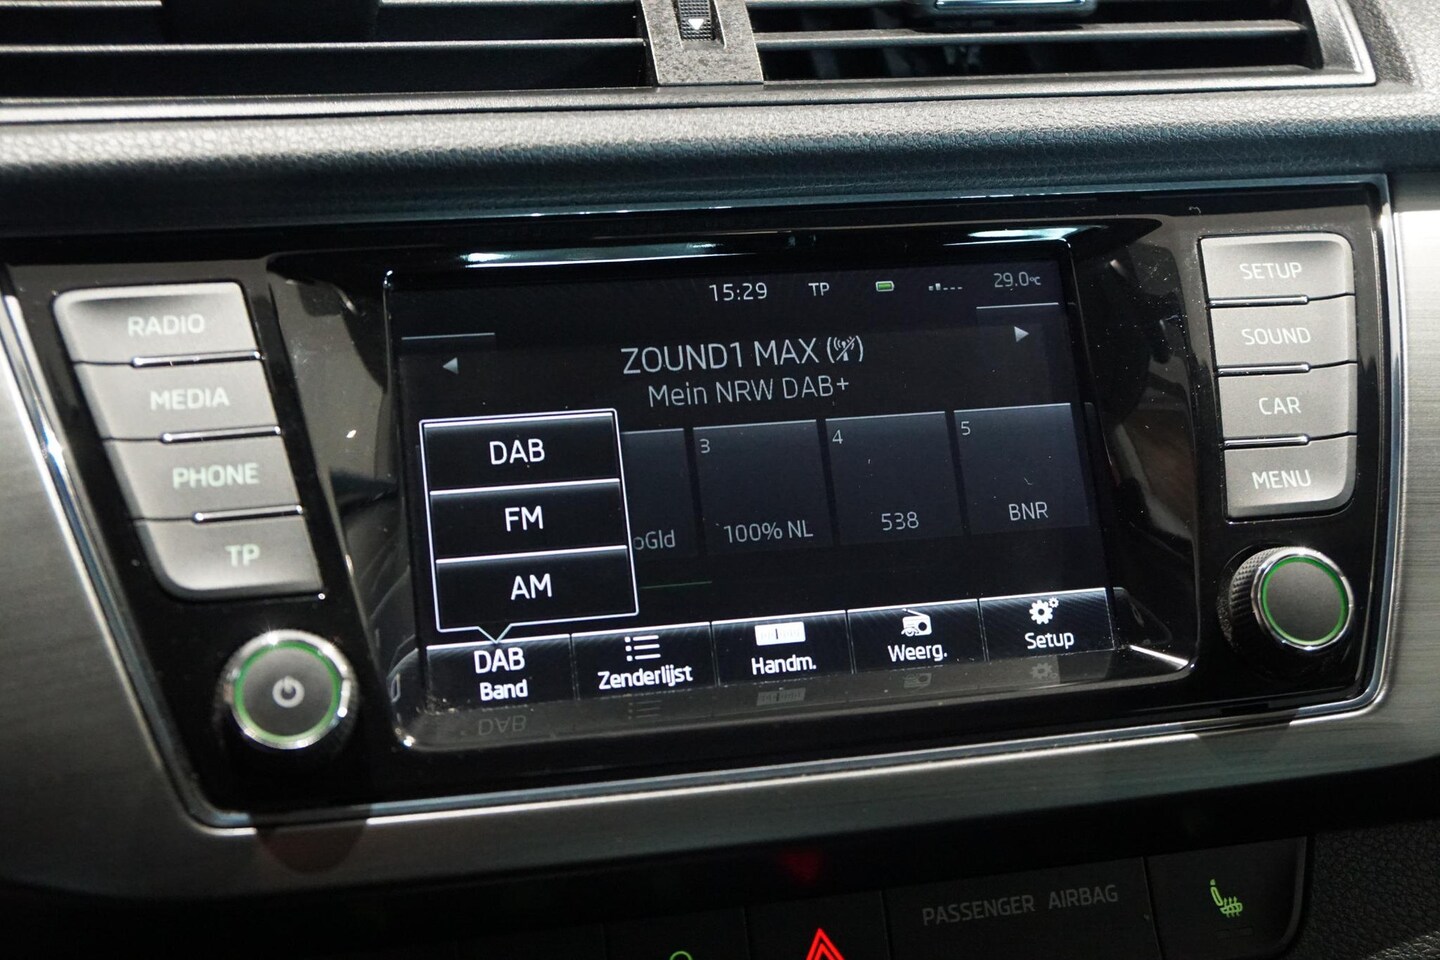 15:29 TP 29.0°C
ZOUND1 MAX
Mein NRW DAB+
RADIO
MEDIA
PHONE
TP
DAB
FM
AM
oGld
3
100% NL
4
538
5
BNR
DAB
Band
Zenderlijst
Handm.
Weerg.
Setup
SETUP
SOUND
CAR
MENU
PASSENGER AIRBAG